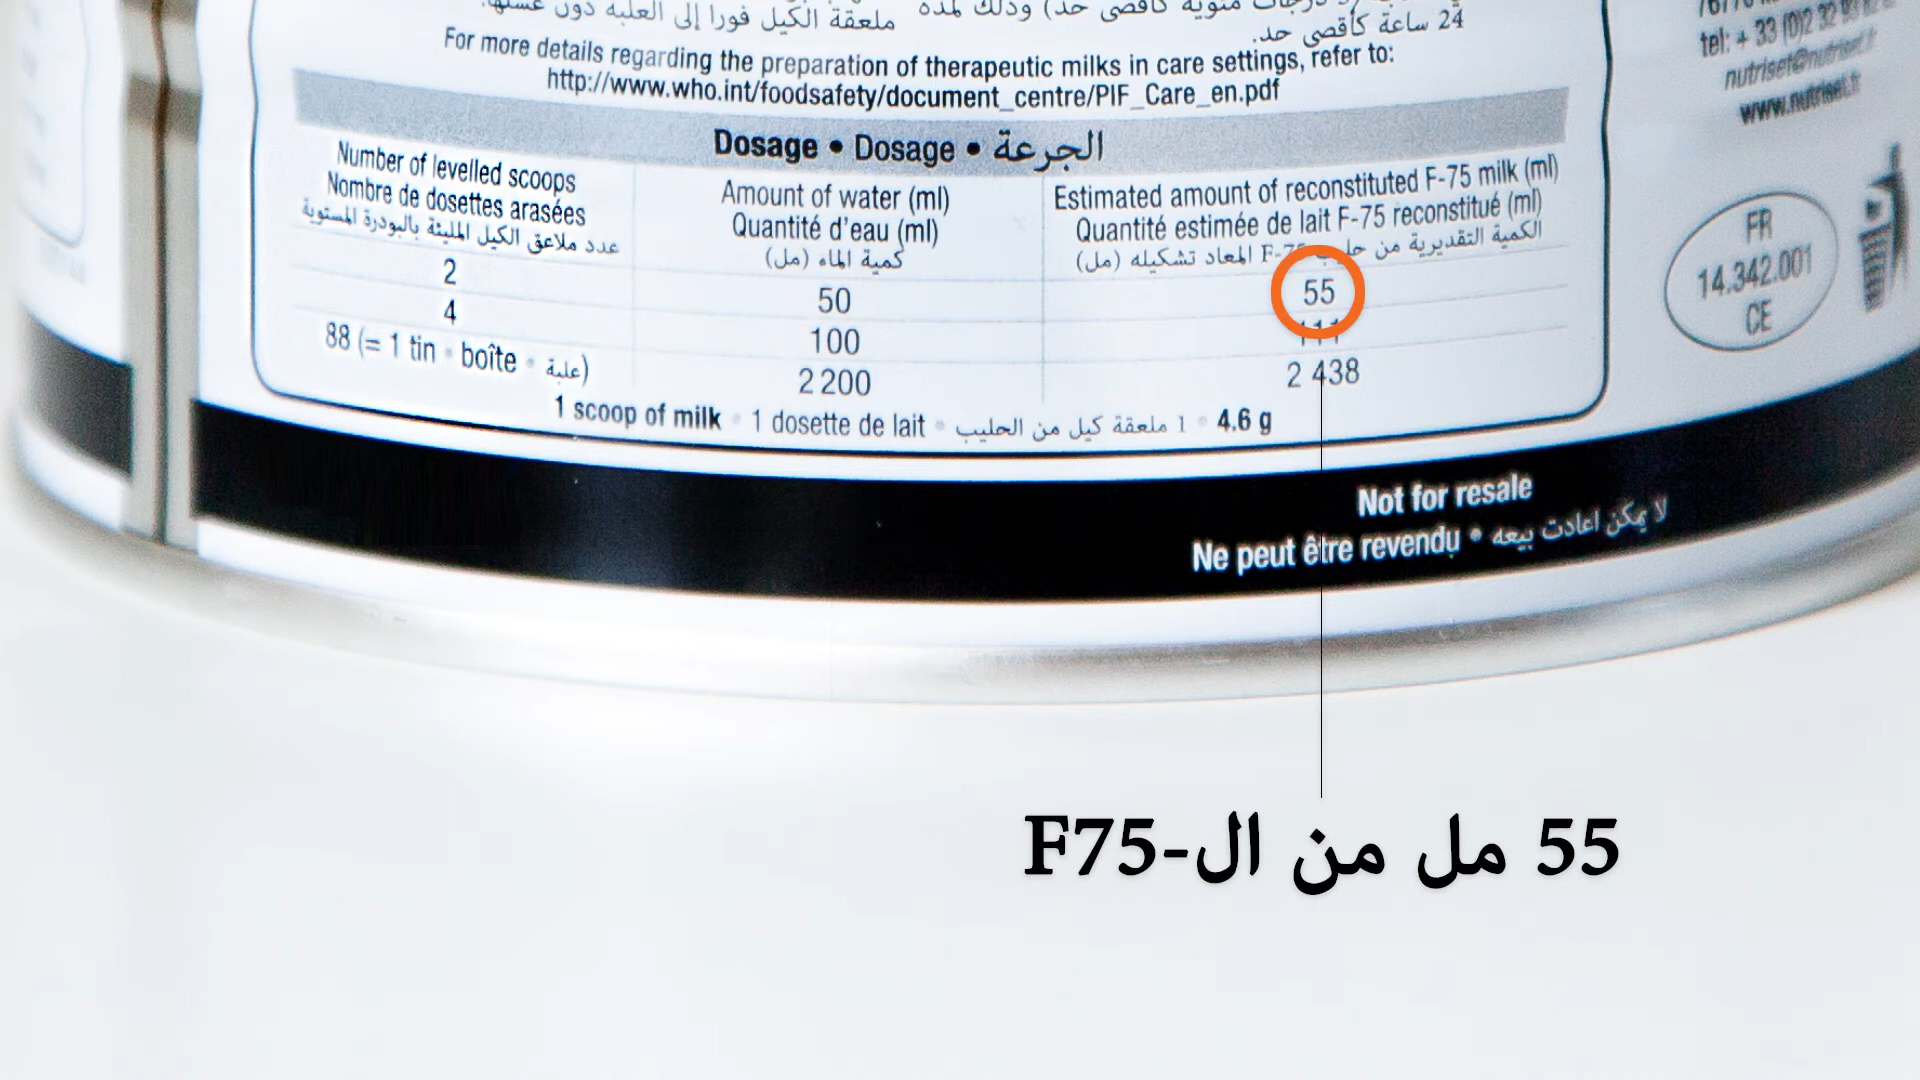 ملعقة الكيل فورا إلى العلبة دون غسلها.
24 ساعة كأقصى حد.
For more details regarding the preparation of therapeutic milks in care settings, refer to:
http://www.who.int/foodsafety/document_centre/PIF_Care_en.pdf
Dosage • Dosage • الجرعة
Number of levelled scoops
Nombre de dosettes arasées
عدد ملاعق الكيل المليئة بالبودرة المستوية
Amount of water (ml)
Quantité d'eau (ml)
كمية الماء (مل)
Estimated amount of reconstituted F-75 milk (ml)
Quantité estimée de lait F-75 reconstitué (ml)
الكمية التقديرية من حليب F-75 المعاد تشكيله (مل)
2 50 55
4 100 111
88 (= 1 tin • boîte • علبة) 2 200 2 438
1 scoop of milk • 1 dosette de lait • 1 ملعقة كيل من الحليب • 4.6 g
Not for resale
Ne peut être revendu • لا يمكن اعادت بيعه
tel: + 33 (0)2 32
nutriset@nutriset.fr
www.nutriset.fr
FR
14.342.001
CE
55 مل من ال-F75